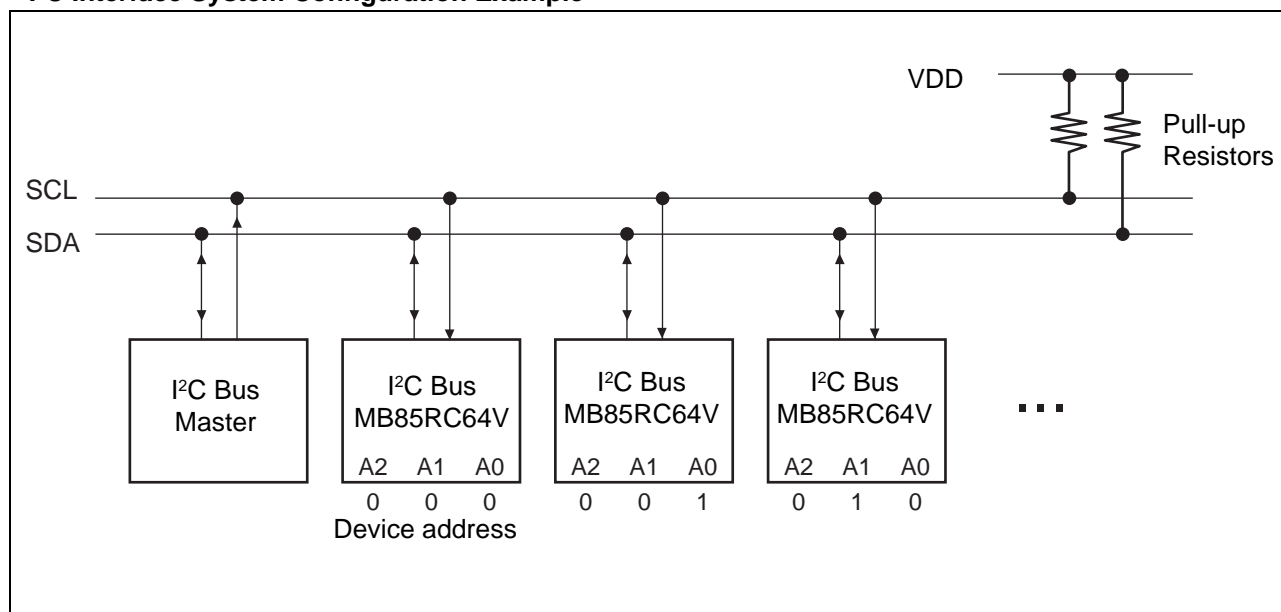 VDD
Pull-up
Resistors
SCL
SDA
I²C Bus
Master
I²C Bus
MB85RC64V
A2 A1 A0
0 0 0
Device address
I²C Bus
MB85RC64V
A2 A1 A0
0 0 1
I²C Bus
MB85RC64V
A2 A1 A0
0 1 0
...